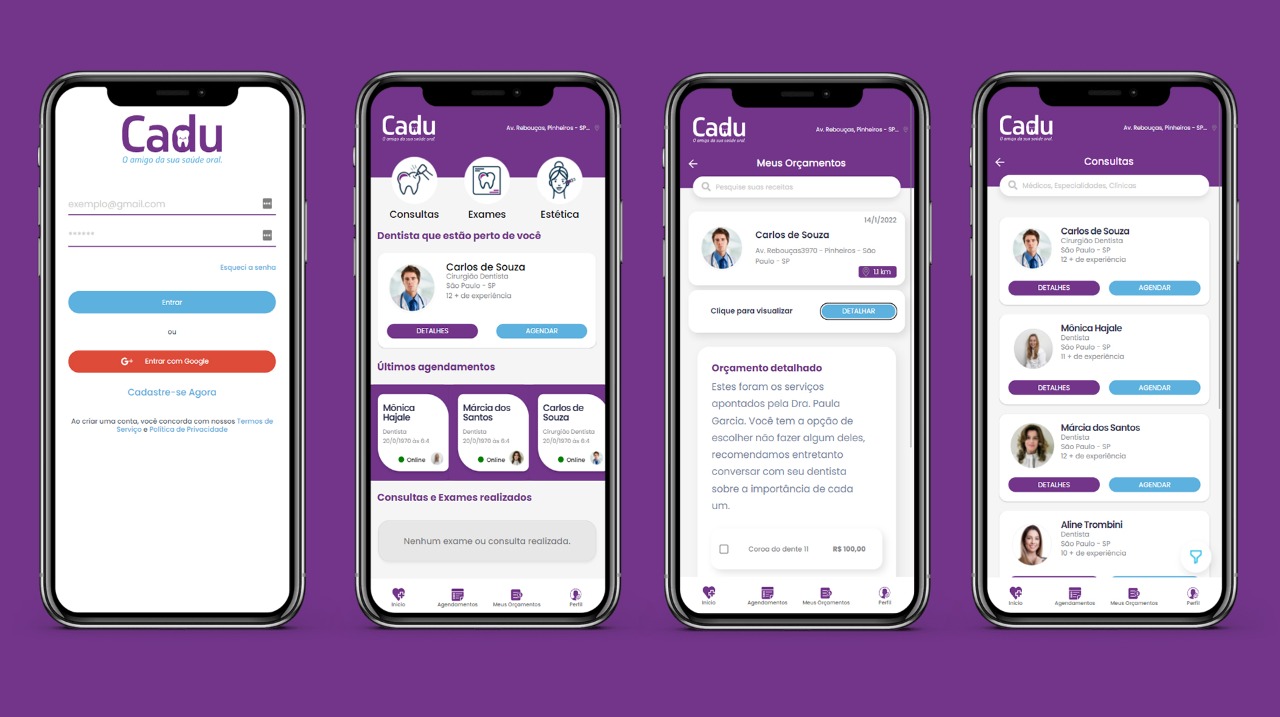 Cadu
O amigo da sua saúde oral.
exemplo@gmail.com
******
Esqueci a senha
Entrar
ou
G+ Entrar com Google
Cadastre-se Agora
Ao criar uma conta, você concorda com nossos Termos de
Serviço e Política de Privacidade
Cadu
O amigo da sua saúde oral.
Av. Rebouças, Pinheiros - SP...
Consultas
Exames
Estética
Dentista que estão perto de você
Carlos de Souza
Cirurgião Dentista
São Paulo - SP
12 + de experiência
DETALHES
AGENDAR
Últimos agendamentos
Mônica
Hajale
Dentista
20/0/1970 às 6:4
Online
Márcia dos
Santos
Dentista
20/0/1970 às 6:4
Online
Carlos de
Souza
Cirurgião Dentista
20/0/1970 às 6:4
Online
Consultas e Exames realizados
Nenhum exame ou consulta realizada.
Início
Agendamentos
Meus Orçamentos
Perfil
Cadu
O amigo da sua saúde oral.
Av. Rebouças, Pinheiros - SP...
Meus Orçamentos
Pesquise suas receitas
14/1/2022
Carlos de Souza
Av. Rebouças3970 - Pinheiros - São
Paulo - SP
1.1 km
Clique para visualizar
DETALHAR
Orçamento detalhado
Estes foram os serviços
apontados pela Dra. Paula
Garcia. Você tem a opção de
escolher não fazer algum deles,
recomendamos entretanto
conversar com seu dentista
sobre a importância de cada
um.
Coroa do dente 11
R$ 100,00
Início
Agendamentos
Meus Orçamentos
Perfil
Cadu
O amigo da sua saúde oral.
Av. Rebouças, Pinheiros - SP...
Consultas
Médicos, Especialidades, Clínicas
Carlos de Souza
Cirurgião Dentista
São Paulo - SP
12 + de experiência
DETALHES
AGENDAR
Mônica Hajale
Dentista
São Paulo - SP
11 + de experiência
DETALHES
AGENDAR
Márcia dos Santos
Dentista
São Paulo - SP
12 + de experiência
DETALHES
AGENDAR
Aline Trombini
Dentista
São Paulo - SP
10 + de experiência
Início
Agendamentos
Meus Orçamentos
Perfil